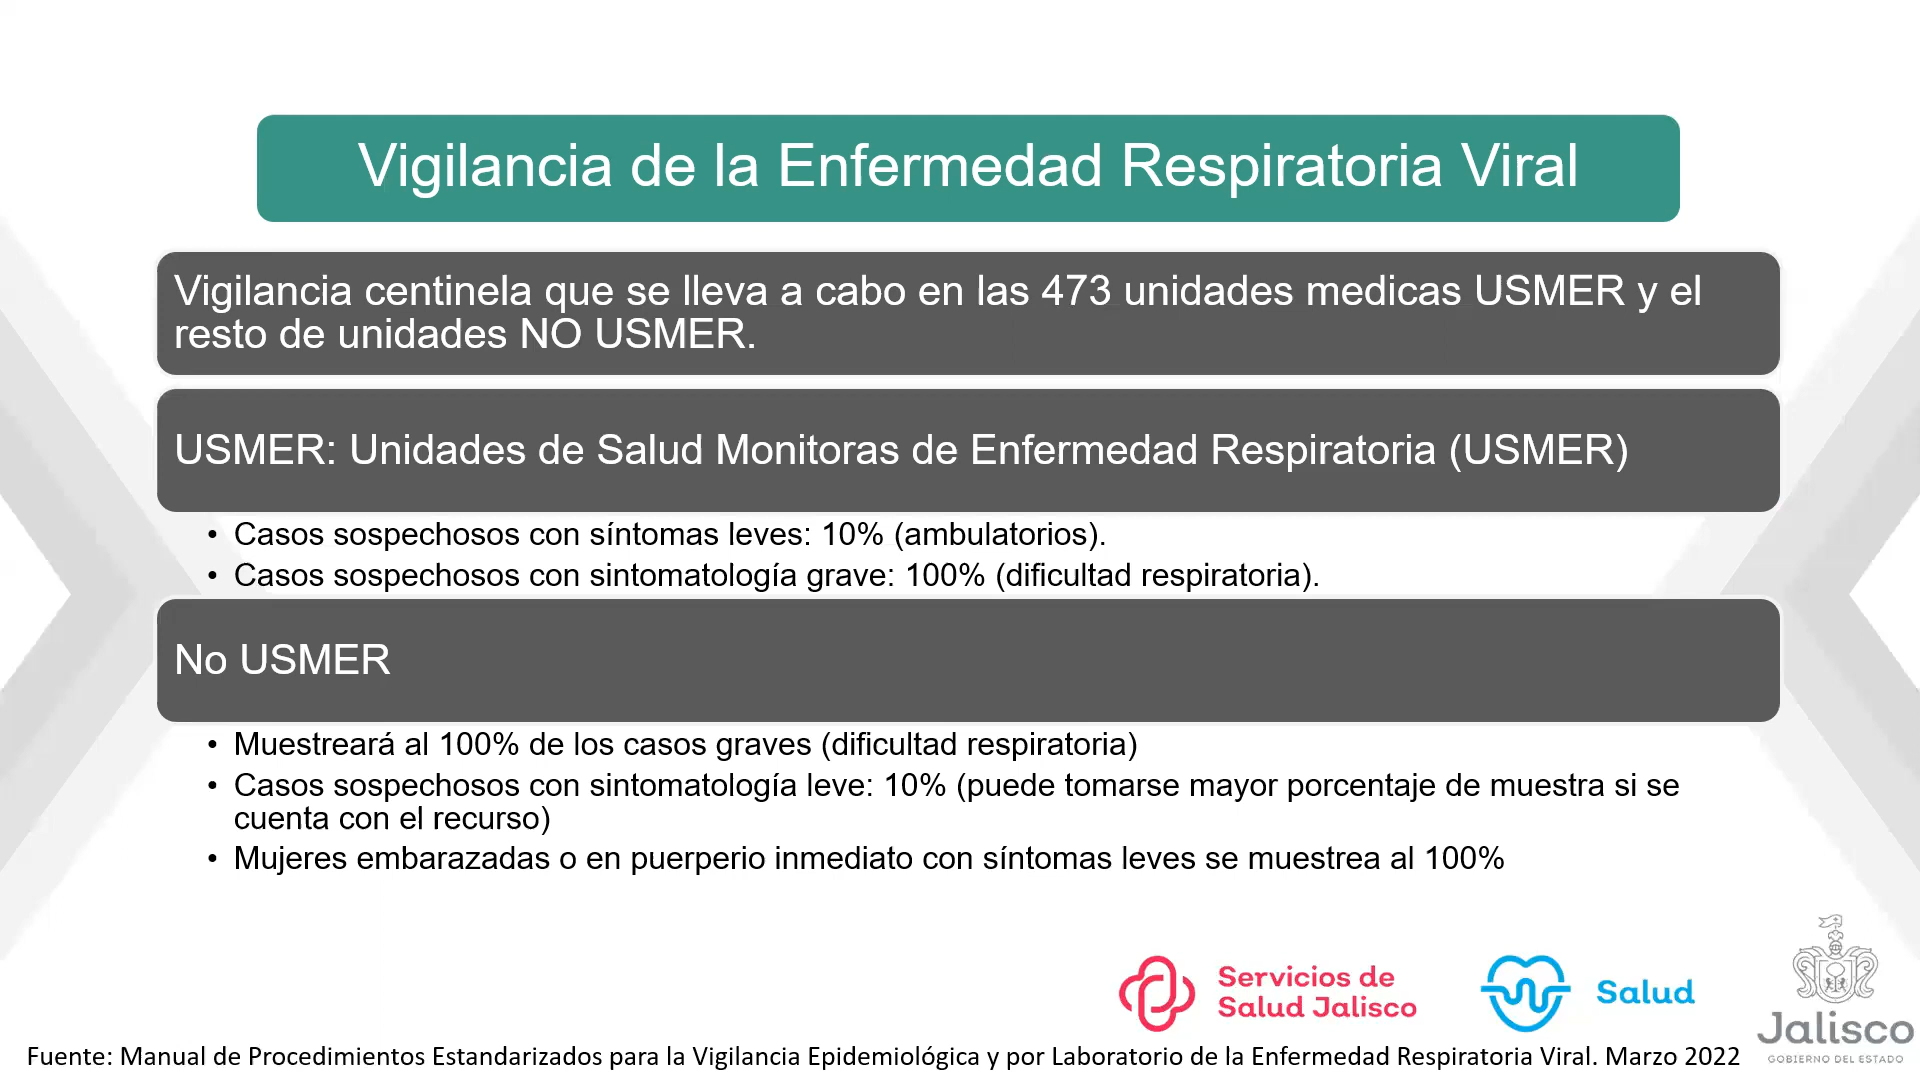 Vigilancia de la Enfermedad Respiratoria Viral
Vigilancia centinela que se lleva a cabo en las 473 unidades medicas USMER y el
resto de unidades NO USMER.
USMER: Unidades de Salud Monitoras de Enfermedad Respiratoria (USMER)
• Casos sospechosos con síntomas leves: 10% (ambulatorios).
• Casos sospechosos con sintomatología grave: 100% (dificultad respiratoria).
No USMER
• Muestreará al 100% de los casos graves (dificultad respiratoria)
• Casos sospechosos con sintomatología leve: 10% (puede tomarse mayor porcentaje de muestra si se
cuenta con el recurso)
• Mujeres embarazadas o en puerperio inmediato con síntomas leves se muestrea al 100%
Servicios de
Salud Jalisco
Salud
Jalisco
GOBIERNO DEL ESTADO
Fuente: Manual de Procedimientos Estandarizados para la Vigilancia Epidemiológica y por Laboratorio de la Enfermedad Respiratoria Viral. Marzo 2022